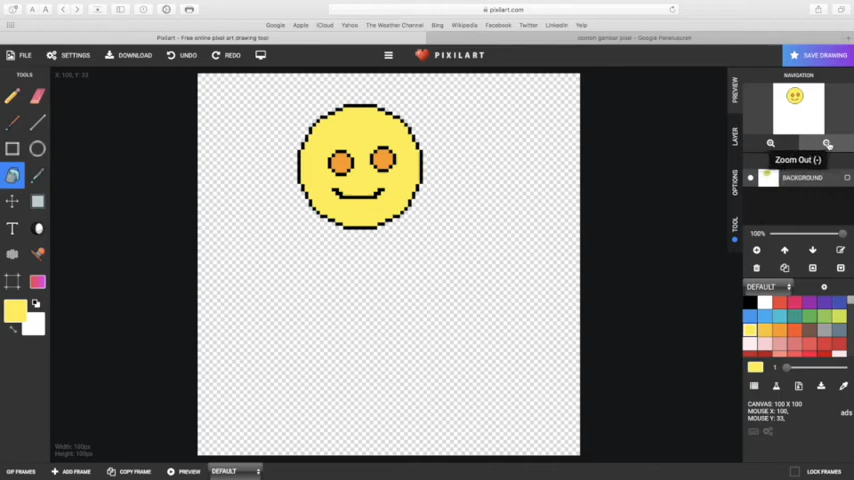 pixilart.com
Google Apple iCloud Yahoo The Weather Channel Bing Wikipedia Facebook Twitter LinkedIn Yelp
Pixilart - Free online pixel art drawing tool
contoh gambar pixel - Google Penelusuran
FILE SETTINGS DOWNLOAD UNDO REDO PIXILART SAVE DRAWING
TOOLS
X: 100, Y: 33
NAVIGATION
PREVIEW
Zoom Out (-)
LAYER
BACKGROUND
OPTIONS
TOOL
100%
DEFAULT
1
CANVAS: 100 X 100
MOUSE X: 100,
MOUSE Y: 33,
ads
Width: 100px
Height: 100px
GIF FRAMES ADD FRAME COPY FRAME PREVIEW DEFAULT LOCK FRAMES